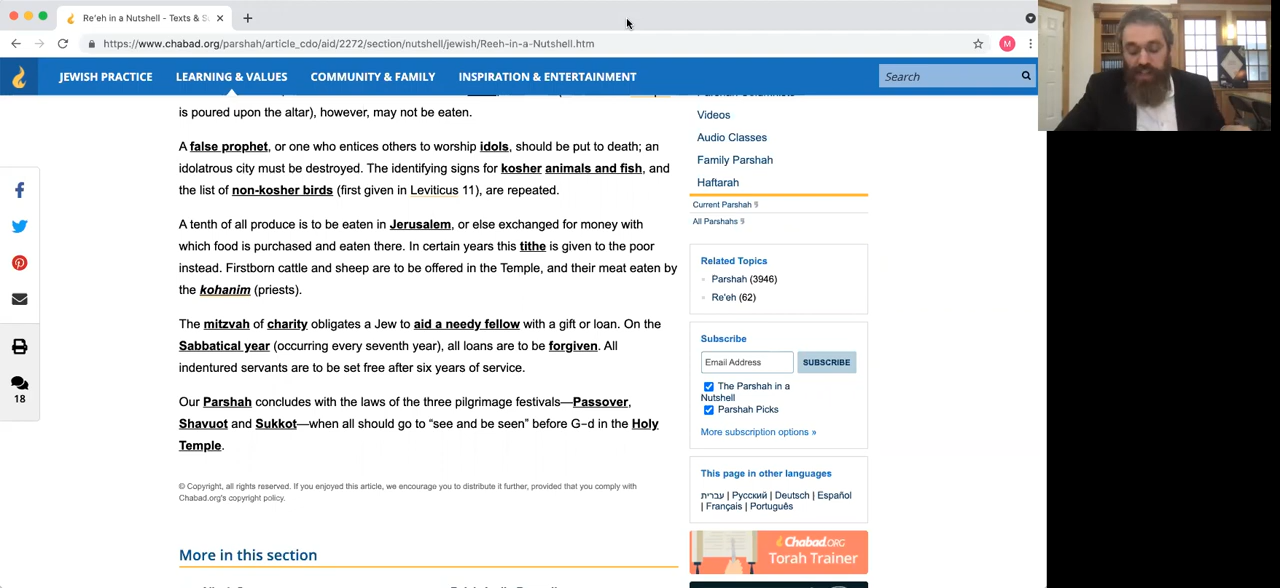 Re'eh in a Nutshell - Texts & S
https://www.chabad.org/parshah/article_cdo/aid/2272/section/nutshell/jewish/Reeh-in-a-Nutshell.htm
M
JEWISH PRACTICE LEARNING & VALUES COMMUNITY & FAMILY INSPIRATION & ENTERTAINMENT
Search
is poured upon the altar), however, may not be eaten.
A false prophet, or one who entices others to worship idols, should be put to death; an
idolatrous city must be destroyed. The identifying signs for kosher animals and fish, and
the list of non-kosher birds (first given in Leviticus 11), are repeated.
A tenth of all produce is to be eaten in Jerusalem, or else exchanged for money with
which food is purchased and eaten there. In certain years this tithe is given to the poor
instead. Firstborn cattle and sheep are to be offered in the Temple, and their meat eaten by
the kohanim (priests).
The mitzvah of charity obligates a Jew to aid a needy fellow with a gift or loan. On the
Sabbatical year (occurring every seventh year), all loans are to be forgiven. All
indentured servants are to be set free after six years of service.
Our Parshah concludes with the laws of the three pilgrimage festivals—Passover,
Shavuot and Sukkot—when all should go to “see and be seen” before G‑d in the Holy
Temple.
© Copyright, all rights reserved. If you enjoyed this article, we encourage you to distribute it further, provided that you comply with
Chabad.org's copyright policy.
More in this section
18
Parshah Columnists
Videos
Audio Classes
Family Parshah
Haftarah
Current Parshah
All Parshahs
Related Topics
Parshah (3946)
Re'eh (62)
Subscribe
Email Address SUBSCRIBE
The Parshah in a
Nutshell
Parshah Picks
More subscription options »
This page in other languages
עברית | Русский | Deutsch | Español
| Français | Português
Chabad.ORG
Torah Trainer